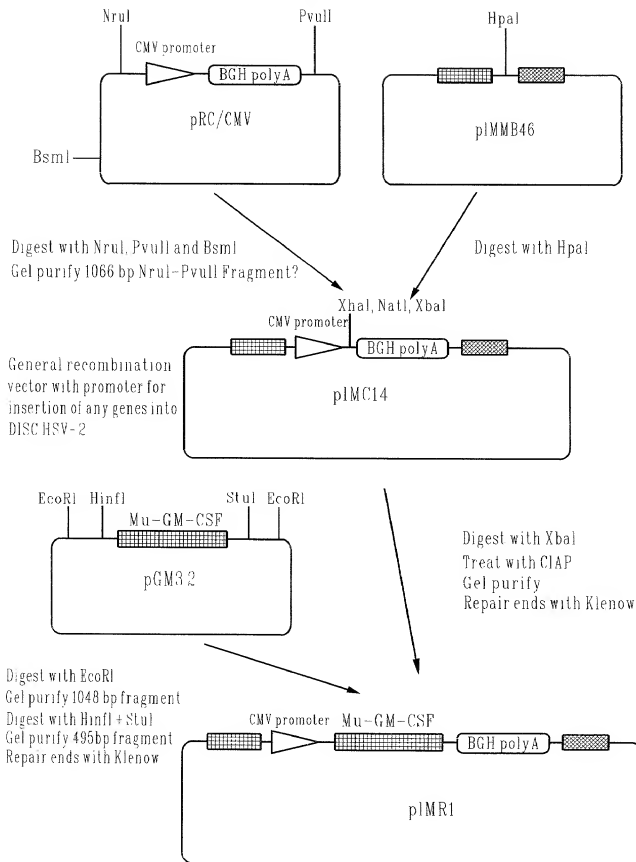 NruI
PvuII
CMV promoter
BGH polyA
pRC/CMV
BsmI
HpaI
pIMMB46
Digest with NruI, PvuII and BsmI
Gel purify 1066 bp NruI-PvuII Fragment?
Digest with HpaI
XhaI, NatI, XbaI
CMV promoter
BGH polyA
pIMC14
General recombination
vector with promoter for
insertion of any genes into
DISC HSV-2
EcoRI
HinfI
StuI
EcoRI
Mu-GM-CSF
pGM3.2
Digest with XbaI
Treat with CIAP
Gel purify
Repair ends with Klenow
Digest with EcoRI
Gel purify 1048 bp fragment
Digest with HinfI + StuI
Gel purify 495bp fragment
Repair ends with Klenow
CMV promoter
Mu-GM-CSF
BGH polyA
pIMR1